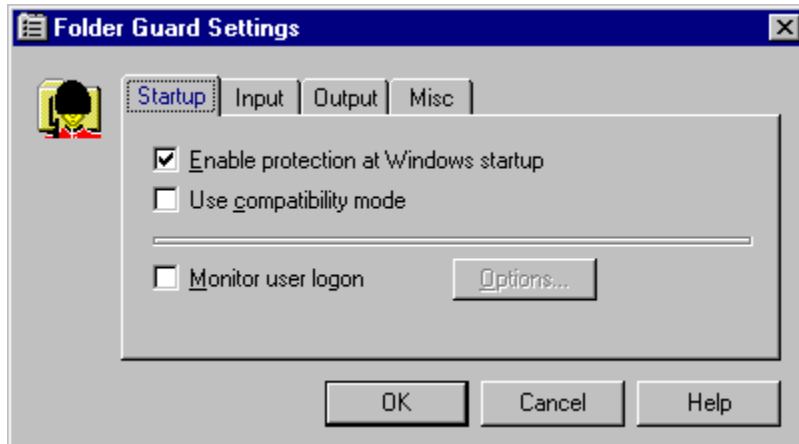 Folder Guard Settings
Startup Input Output Misc
Enable protection at Windows startup
Use compatibility mode
Monitor user logon Options...
OK Cancel Help